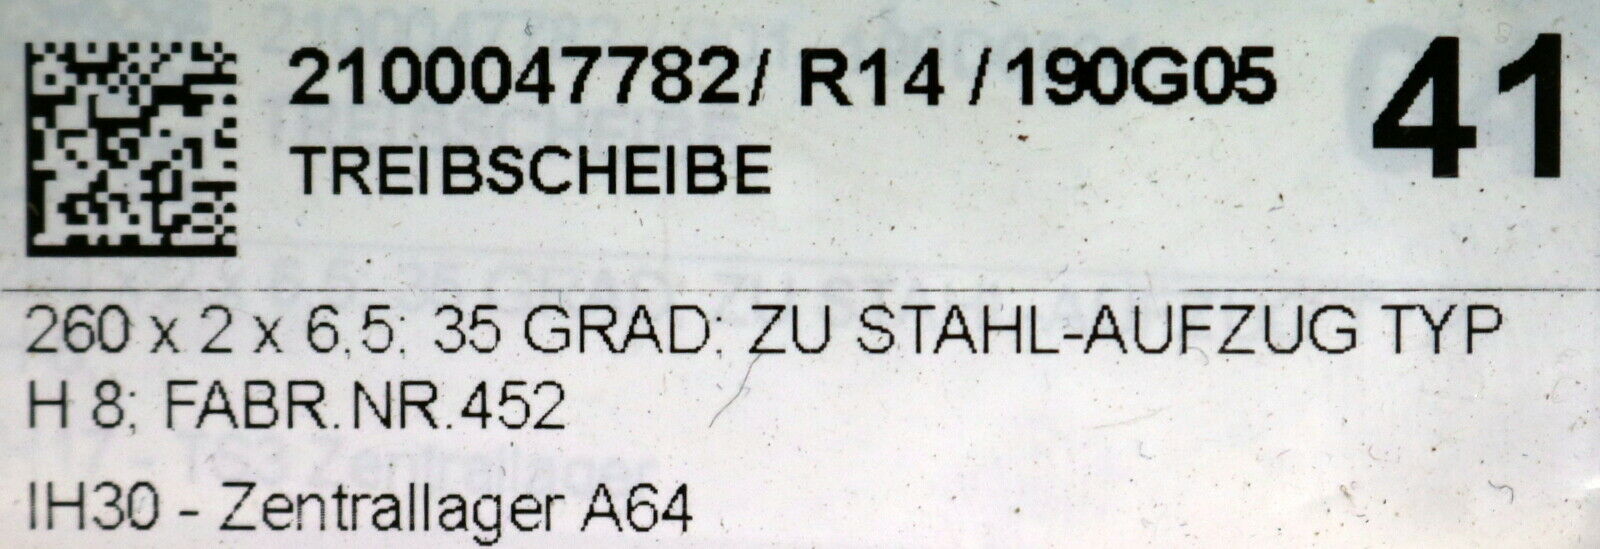 2100047782/ R14 /190G05 41
TREIBSCHEIBE
260 x 2 x 6,5; 35 GRAD; ZU STAHL-AUFZUG TYP
H 8; FABR.NR.452
IH30 - Zentrallager A64